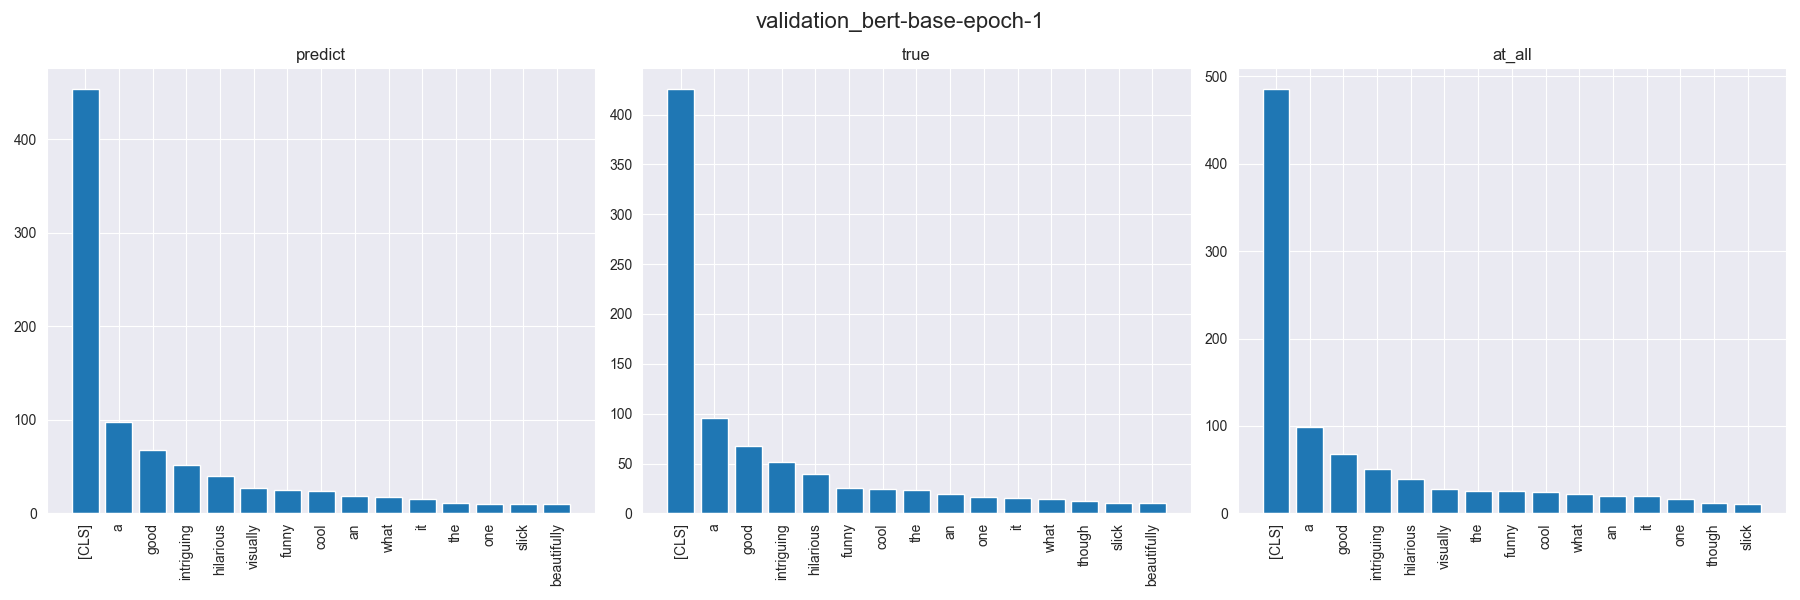 validation_bert-base-epoch-1
predict
400
300
200
100
0
[CLS]
a
good
intriguing
hilarious
visually
funny
cool
an
what
it
the
one
slick
beautifully
true
400
350
300
250
200
150
100
50
0
[CLS]
a
good
intriguing
hilarious
funny
cool
the
an
one
it
what
though
slick
beautifully
at_all
500
400
300
200
100
0
[CLS]
a
good
intriguing
hilarious
visually
the
funny
cool
what
an
it
one
though
slick